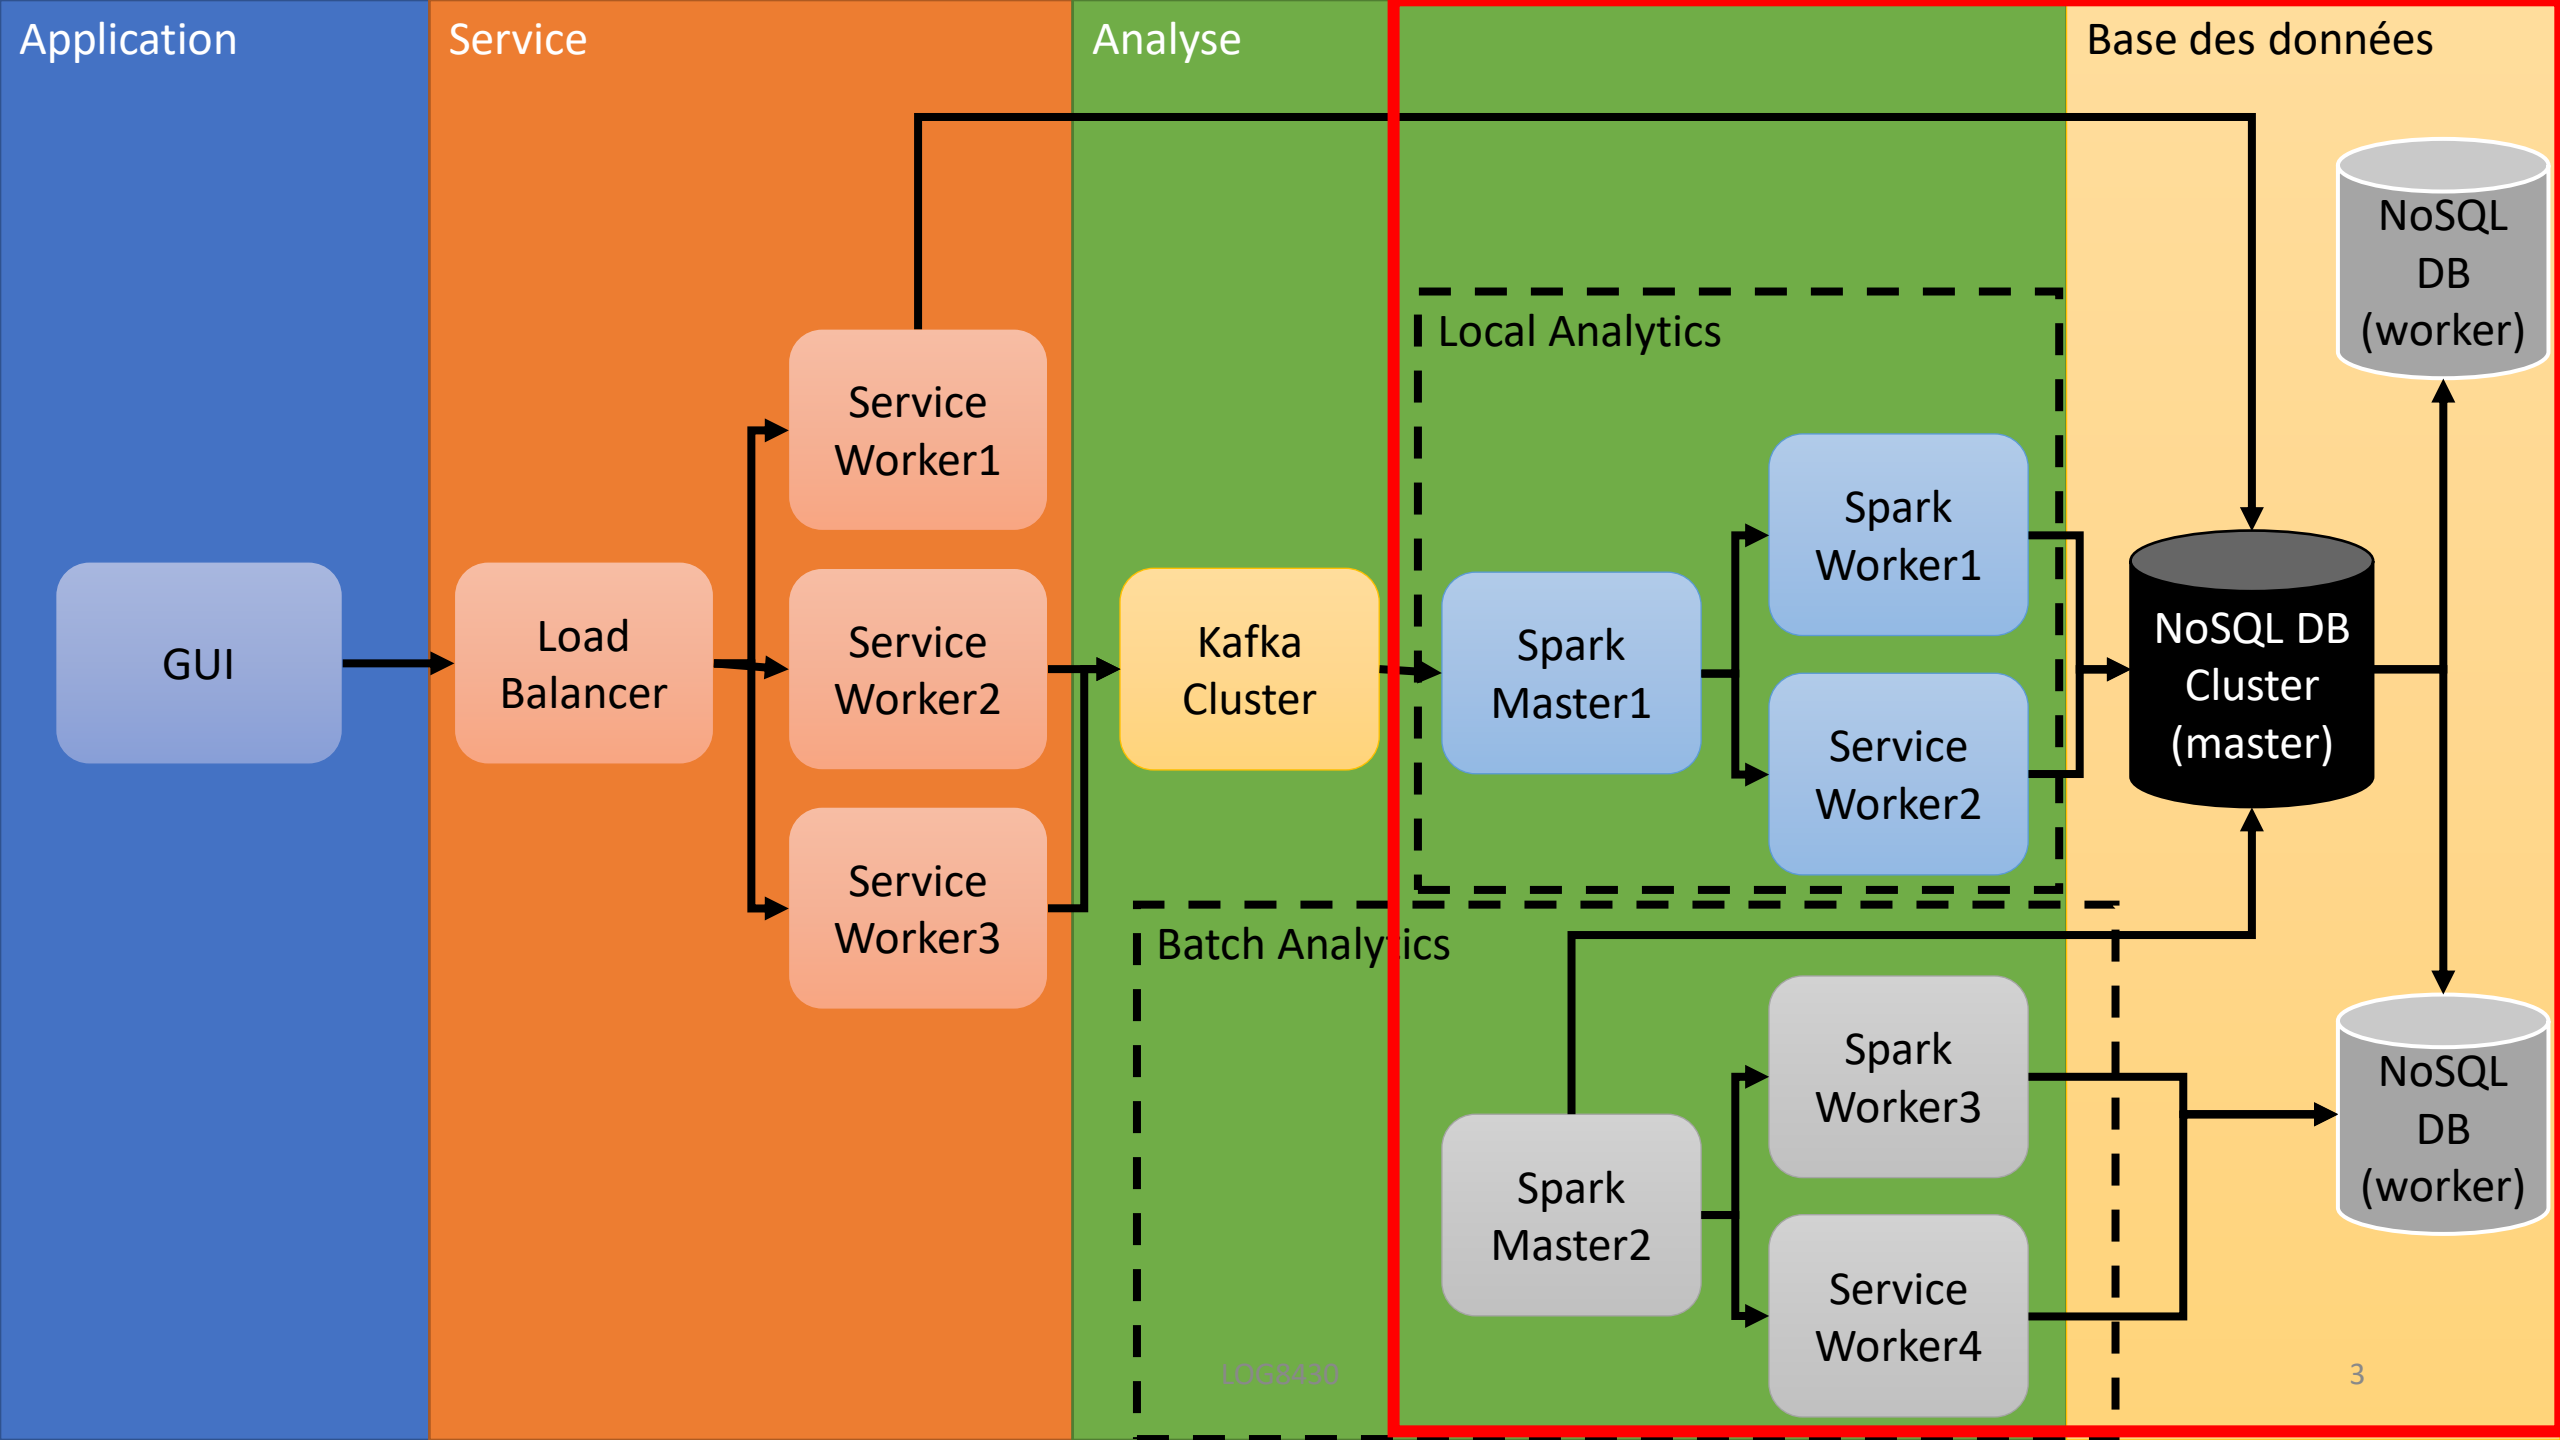 Application
Service
Analyse
Base des données
NoSQL
DB
(worker)
Local Analytics
Service
Worker1
Spark
Worker1
GUI
Load
Balancer
Service
Worker2
Kafka
Cluster
Spark
Master1
Service
Worker2
NoSQL DB
Cluster
(master)
Service
Worker3
Batch Analytics
Spark
Worker3
NoSQL
DB
(worker)
Spark
Master2
Service
Worker4
LOG8430
3